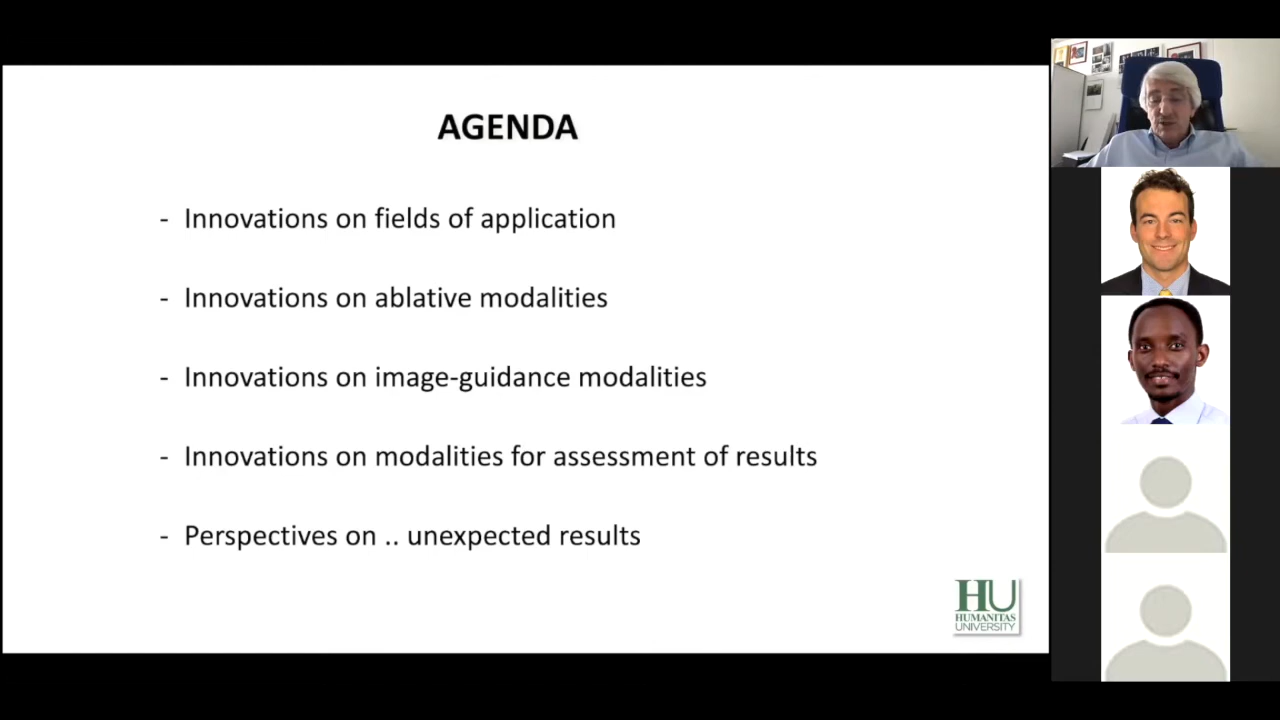 AGENDA
- Innovations on fields of application
- Innovations on ablative modalities
- Innovations on image-guidance modalities
- Innovations on modalities for assessment of results
- Perspectives on .. unexpected results
HU
HUMANITAS
UNIVERSITY